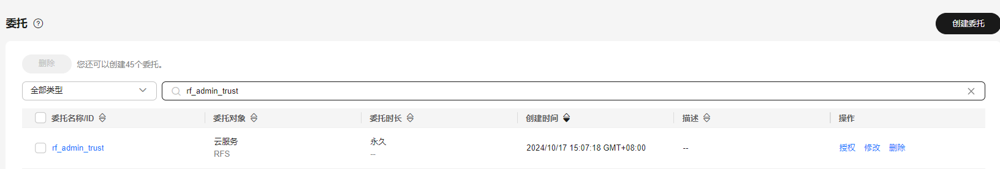 委托
创建委托
删除 您还可以创建45个委托。
全部类型 rf_admin_trust
委托名称/ID 委托对象 委托时长 创建时间 描述 操作
rf_admin_trust 云服务 永久 2024/10/17 15:07:18 GMT+08:00 -- 授权 修改 删除
RFS --